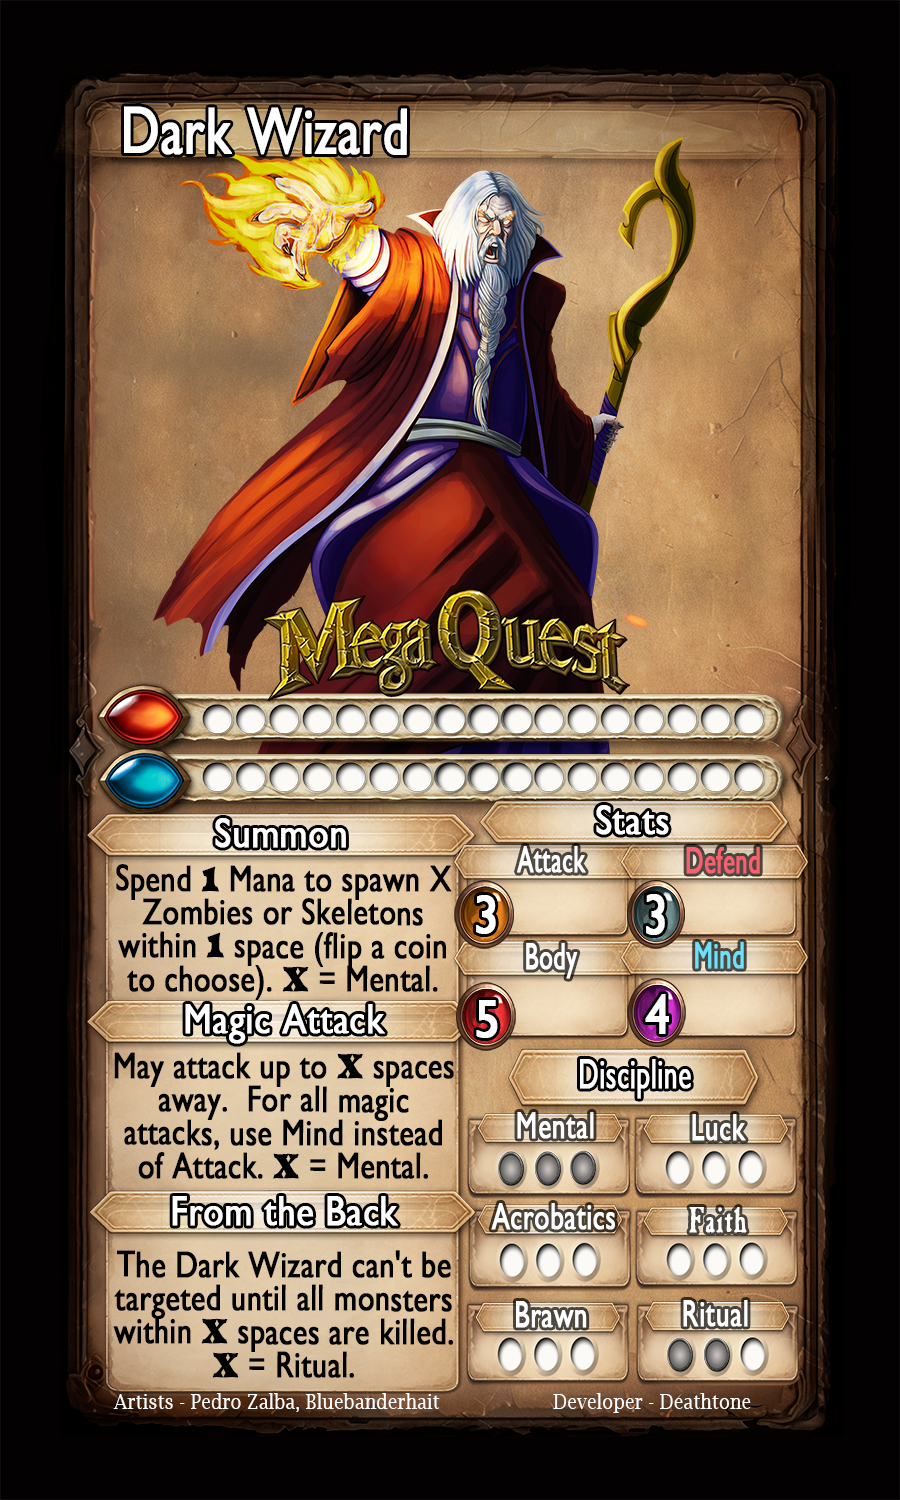 Dark Wizard
Mega Quest
Summon
Spend 1 Mana to spawn X
Zombies or Skeletons
within 1 space (flip a coin
to choose). X = Mental.
Magic Attack
May attack up to X spaces
away. For all magic
attacks, use Mind instead
of Attack. X = Mental.
From the Back
The Dark Wizard can't be
targeted until all monsters
within X spaces are killed.
X = Ritual.
Stats
Attack Defend
3 3
Body Mind
5 4
Discipline
Mental Luck
Acrobatics Faith
Brawn Ritual
Artists - Pedro Zalba, Bluebanderhait Developer - Deathtone